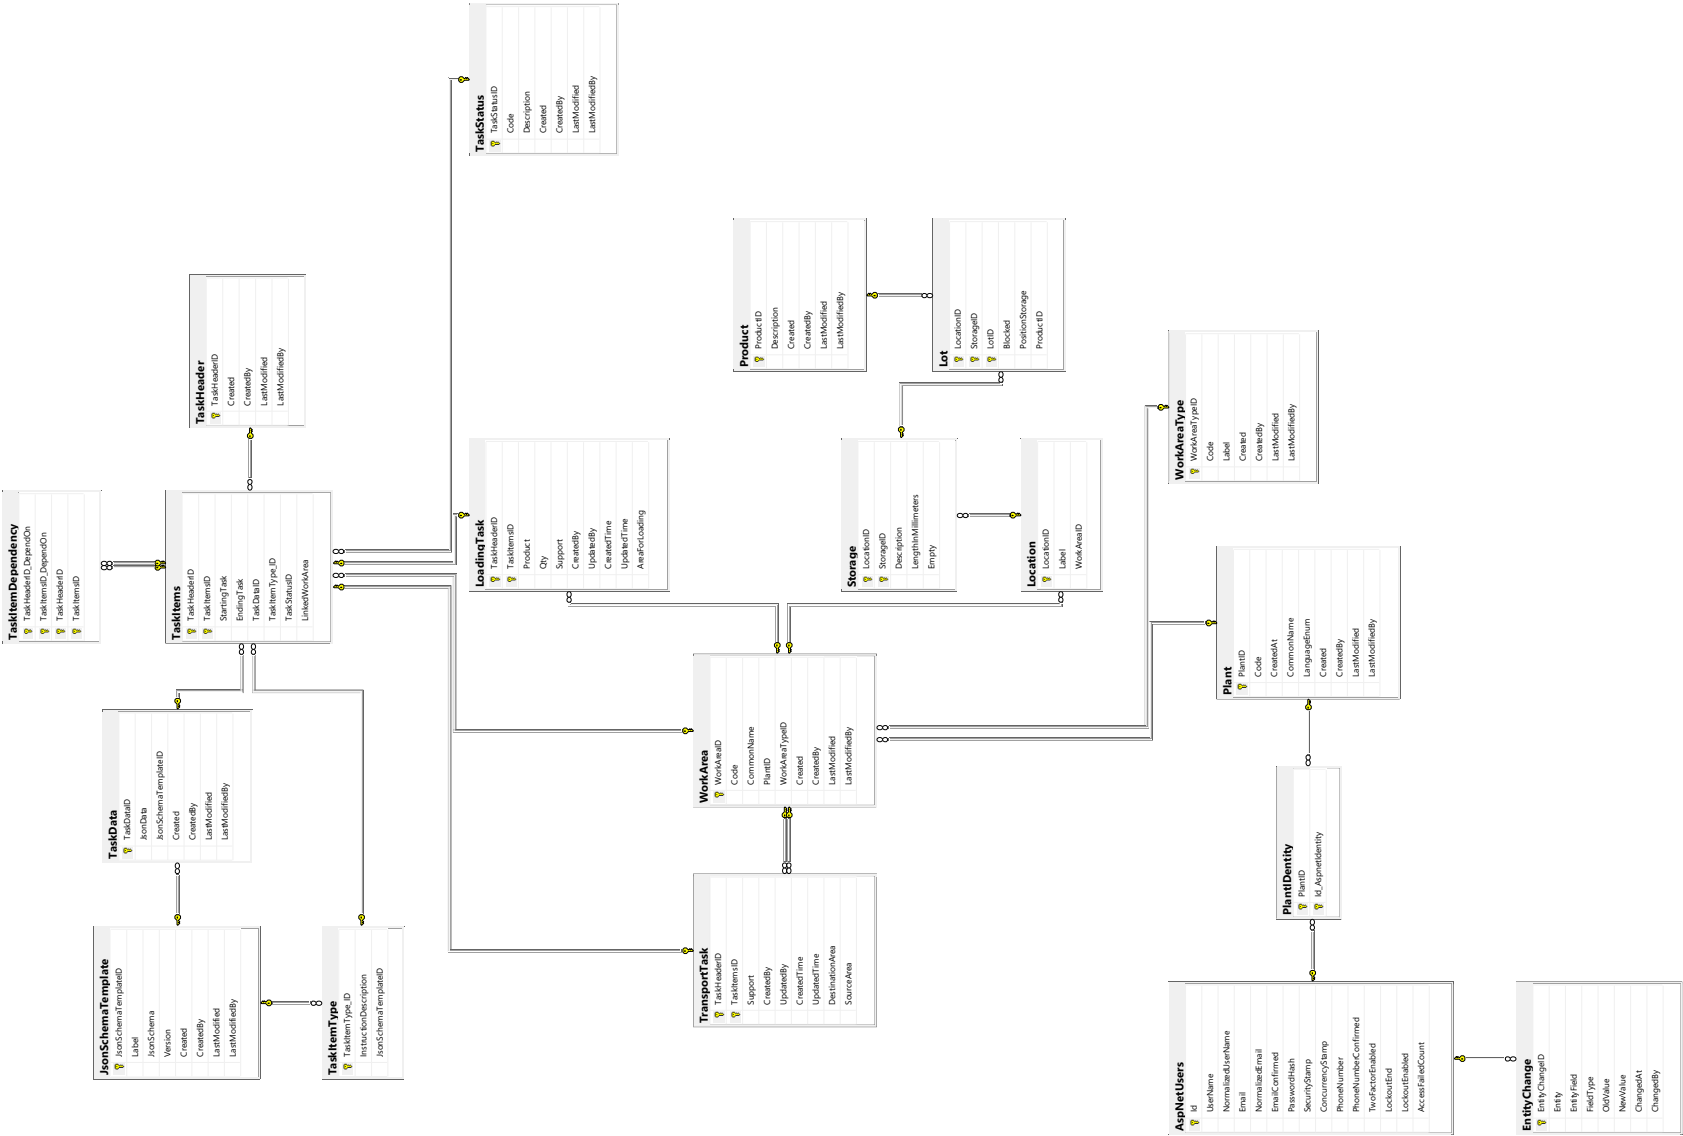 TaskStatus
TaskStatusID
Code
Description
Created
CreatedBy
LastModified
LastModifiedBy
Product
ProductID
Description
Created
CreatedBy
LastModified
LastModifiedBy
Lot
LocationID
StorageID
LotID
Blocked
PositionStorage
ProductID
TaskHeader
TaskHeaderID
Created
CreatedBy
LastModified
LastModifiedBy
WorkAreaType
WorkAreaTypeID
Code
Label
Created
CreatedBy
LastModified
LastModifiedBy
TaskItemDependency
TaskHeaderID_DependOn
TaskItemsID_DependOn
TaskHeaderID
TaskItemsID
TaskItems
TaskHeaderID
TaskItemsID
StartingTask
EndingTask
TaskDataID
TaskItemType_ID
TaskStatusID
LinkedWorkArea
LoadingTask
TaskHeaderID
TaskItemsID
Product
Qty
Support
CreatedBy
UpdatedBy
CreatedTime
UpdatedTime
AreaForLoading
Storage
LocationID
StorageID
Description
LengthInMillimeters
Empty
Location
LocationID
Label
WorkAreaID
Plant
PlantID
Code
CreatedAt
CommonName
LanguageEnum
Created
CreatedBy
LastModified
LastModifiedBy
TaskData
TaskDataID
JsonData
JsonSchemaTemplateID
Created
CreatedBy
LastModified
LastModifiedBy
WorkArea
WorkAreaID
Code
CommonName
PlantID
WorkAreaTypeID
Created
CreatedBy
LastModified
LastModifiedBy
PlantIDentity
PlantID
Id_AspnetIdentity
JsonSchemaTemplate
JsonSchemaTemplateID
Label
JsonSchema
Version
Created
CreatedBy
LastModified
LastModifiedBy
TaskItemType
TaskItemType_ID
InstructionDescription
JsonSchemaTemplateID
TransportTask
TaskHeaderID
TaskItemsID
Support
CreatedBy
UpdatedBy
CreatedTime
UpdatedTime
DestinationArea
SourceArea
AspNetUsers
Id
UserName
NormalizedUserName
Email
NormalizedEmail
EmailConfirmed
PasswordHash
SecurityStamp
ConcurrencyStamp
PhoneNumber
PhoneNumberConfirmed
TwoFactorEnabled
LockoutEnd
LockoutEnabled
AccessFailedCount
EntityChange
EntityChangeID
Entity
EntityField
FieldType
OldValue
NewValue
ChangedAt
ChangedBy